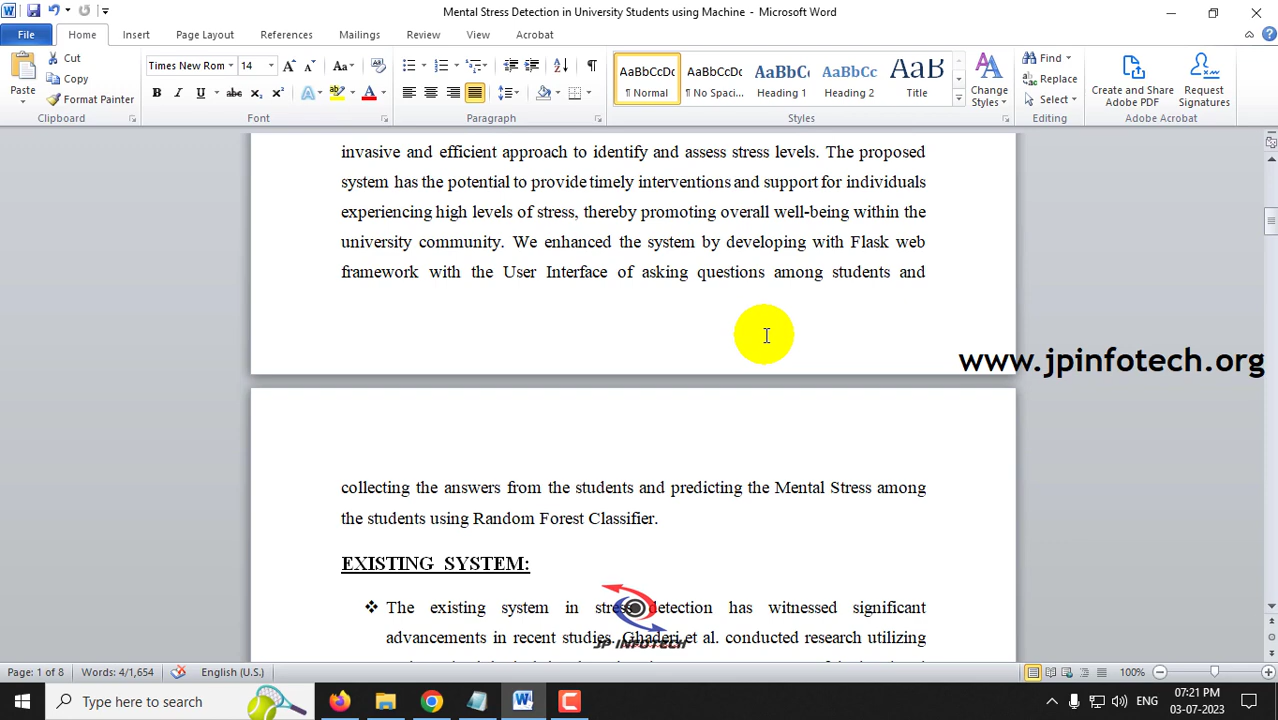 Mental Stress Detection in University Students using Machine - Microsoft Word
File Home Insert Page Layout References Mailings Review View Acrobat
Paste
Cut
Copy
Format Painter
Clipboard
Times New Rom 14
Font
Paragraph
AaBbCcDc AaBbCcDc AaBbCc AaBbCc AaB
¶ Normal ¶ No Spaci... Heading 1 Heading 2 Title
Change Styles
Styles
Find
Replace
Select
Editing
Create and Share Adobe PDF
Request Signatures
Adobe Acrobat
invasive and efficient approach to identify and assess stress levels. The proposed
system has the potential to provide timely interventions and support for individuals
experiencing high levels of stress, thereby promoting overall well-being within the
university community. We enhanced the system by developing with Flask web
framework with the User Interface of asking questions among students and
www.jpinfotech.org
collecting the answers from the students and predicting the Mental Stress among
the students using Random Forest Classifier.
EXISTING SYSTEM:
❖ The existing system in stress detection has witnessed significant
advancements in recent studies. Ghaderi et al. conducted research utilizing
JP INFOTECH
Page: 1 of 8 Words: 4/1,654 English (U.S.) 100%
Type here to search
ENG
07:21 PM
03-07-2023